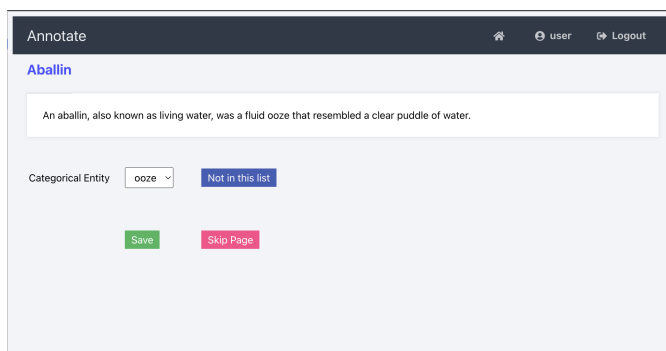 Annotate user Logout
Aballin
An aballin, also known as living water, was a fluid ooze that resembled a clear puddle of water.
Categorical Entity ooze Not in this list
Save Skip Page